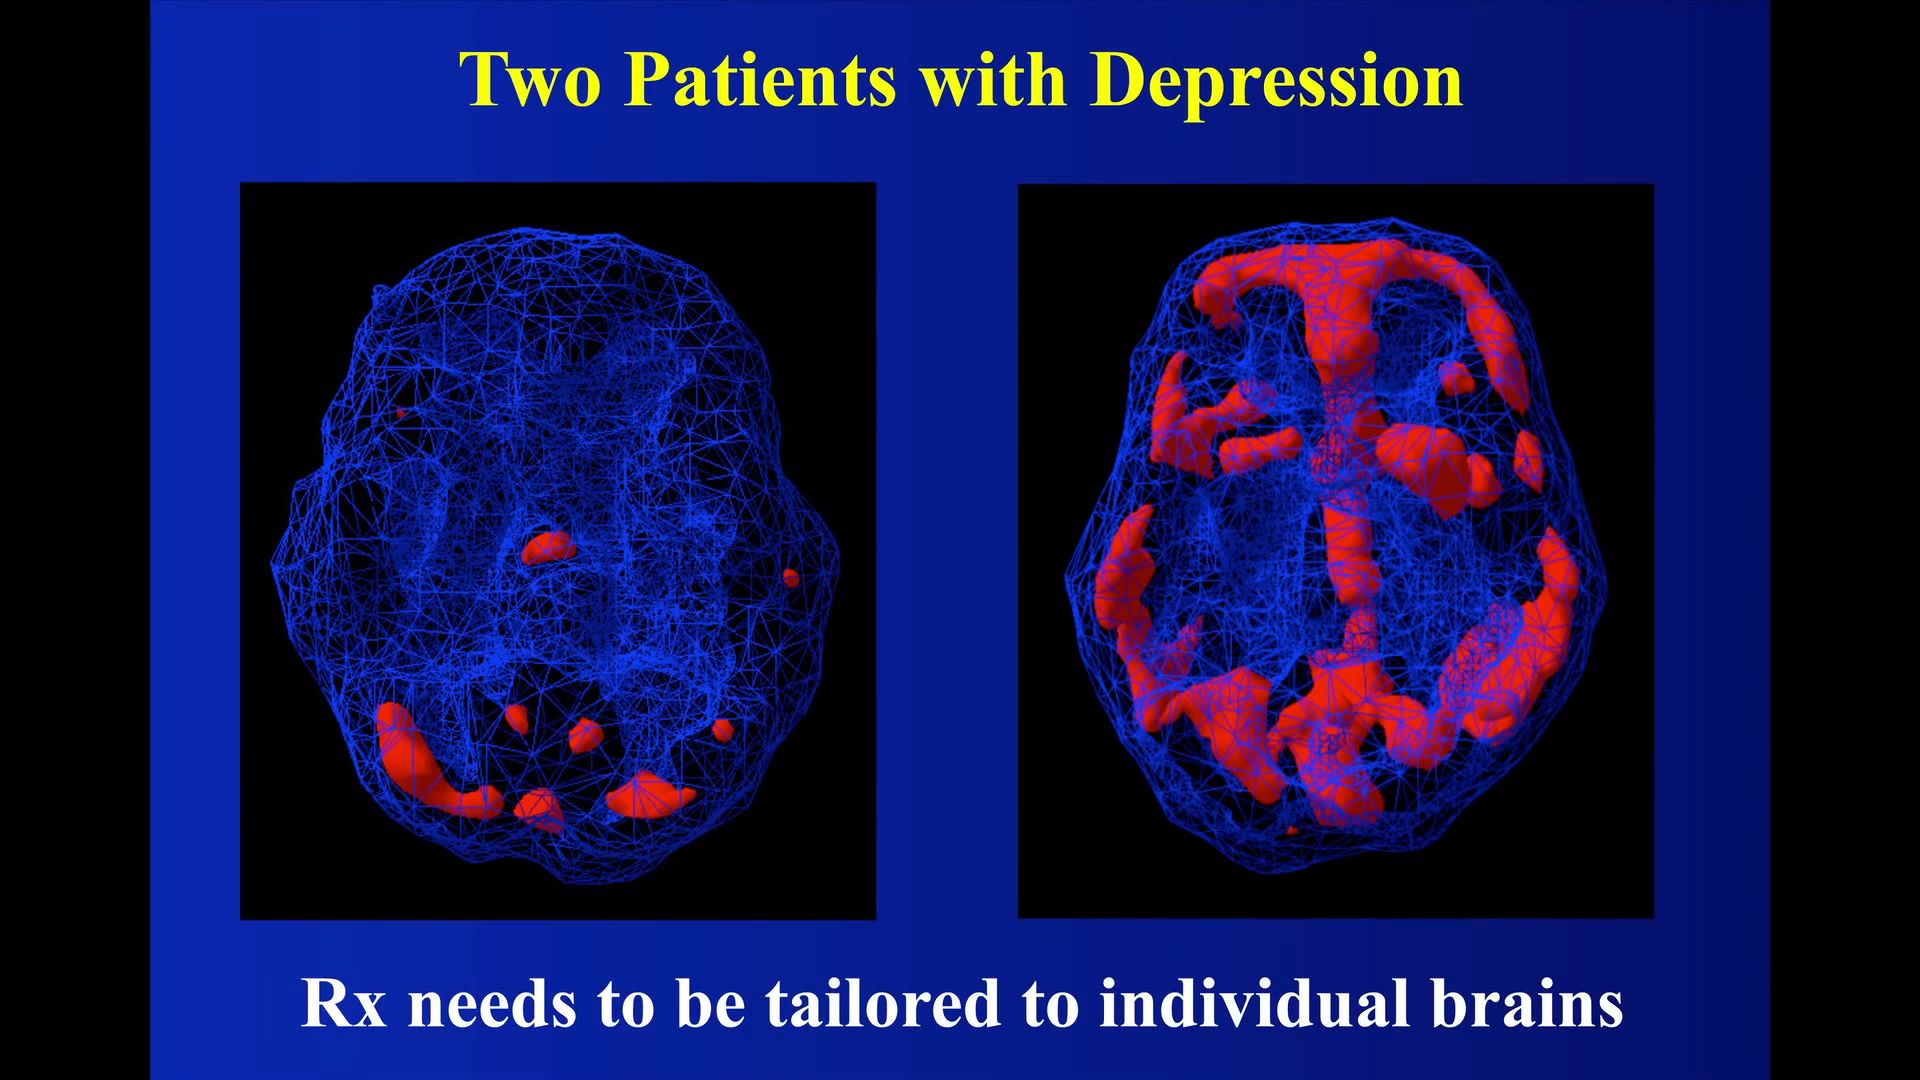 Two Patients with Depression
Rx needs to be tailored to individual brains